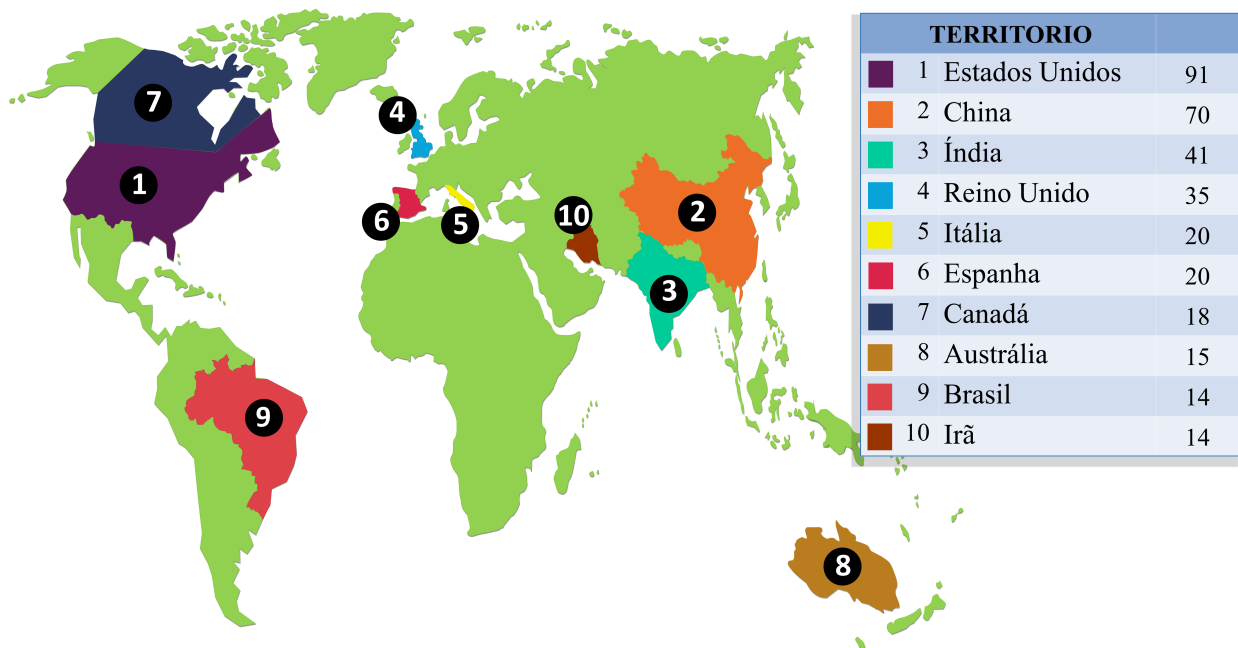 TERRITORIO
1 Estados Unidos 91
2 China 70
3 Índia 41
4 Reino Unido 35
5 Itália 20
6 Espanha 20
7 Canadá 18
8 Austrália 15
9 Brasil 14
10 Irã 14
7
4
1
6
5
10
2
3
9
8